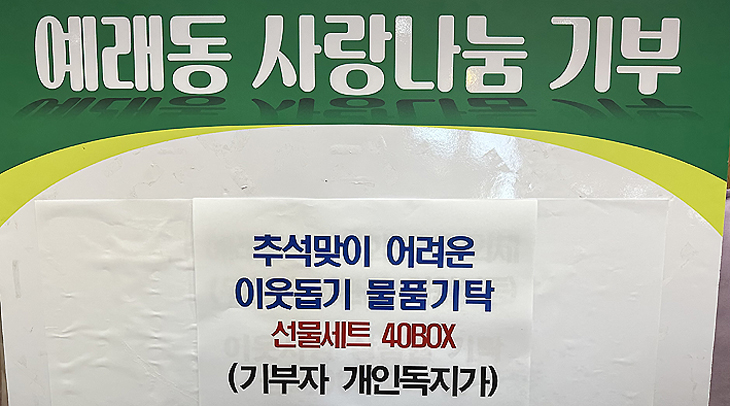 예래동 사랑나눔 기부
추석맞이 어려운
이웃돕기 물품기탁
선물세트 40BOX
(기부자 개인독지가)